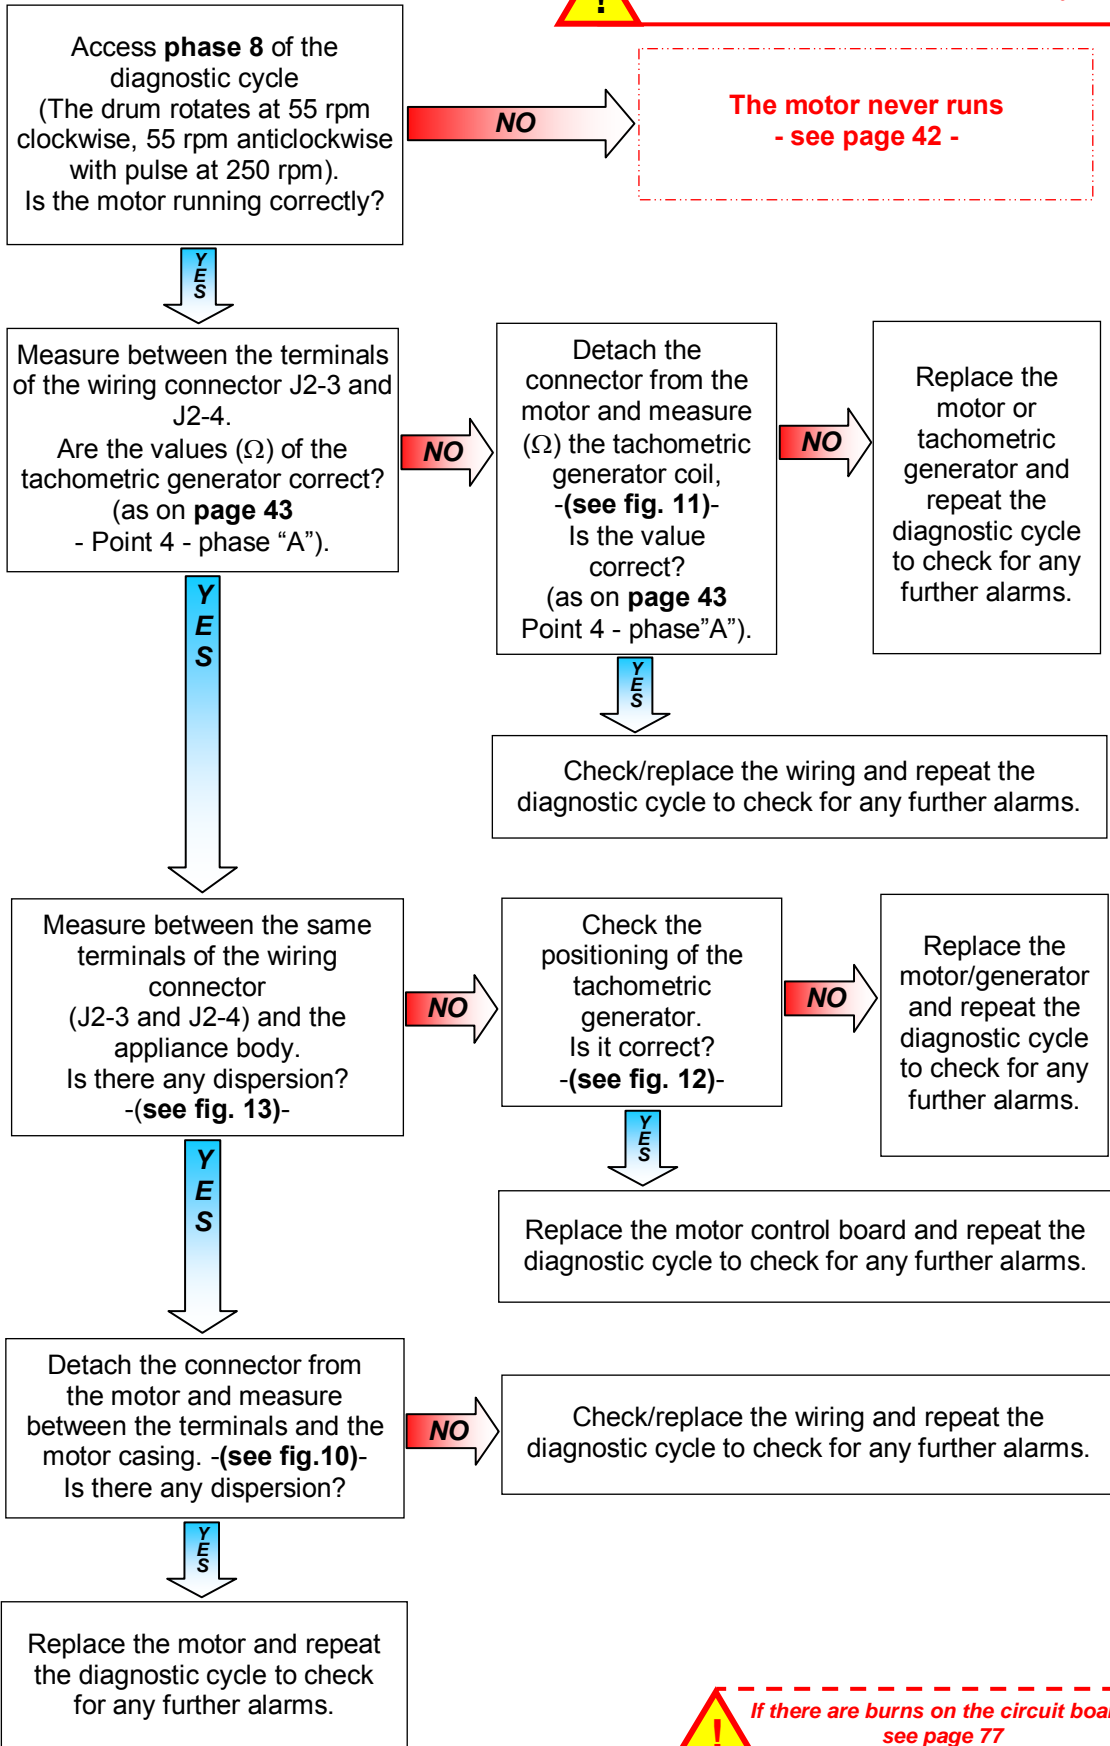 !
Access phase 8 of the
diagnostic cycle
(The drum rotates at 55 rpm
clockwise, 55 rpm anticlockwise
with pulse at 250 rpm).
Is the motor running correctly?
NO
The motor never runs
- see page 42 -
YES
Measure between the terminals
of the wiring connector J2-3 and
J2-4.
Are the values (Ω) of the
tachometric generator correct?
(as on page 43
- Point 4 - phase “A”).
NO
Detach the
connector from the
motor and measure
(Ω) the tachometric
generator coil,
-(see fig. 11)-
Is the value
correct?
(as on page 43
Point 4 - phase”A”).
NO
Replace the
motor or
tachometric
generator and
repeat the
diagnostic cycle
to check for any
further alarms.
YES
YES
Check/replace the wiring and repeat the
diagnostic cycle to check for any further alarms.
Measure between the same
terminals of the wiring
connector
(J2-3 and J2-4) and the
appliance body.
Is there any dispersion?
-(see fig. 13)-
NO
Check the
positioning of the
tachometric
generator.
Is it correct?
-(see fig. 12)-
NO
Replace the
motor/generator
and repeat the
diagnostic cycle
to check for any
further alarms.
YES
YES
Replace the motor control board and repeat the
diagnostic cycle to check for any further alarms.
Detach the connector from
the motor and measure
between the terminals and the
motor casing. -(see fig.10)-
Is there any dispersion?
NO
Check/replace the wiring and repeat the
diagnostic cycle to check for any further alarms.
YES
Replace the motor and repeat
the diagnostic cycle to check
for any further alarms.
!
If there are burns on the circuit boar
see page 77